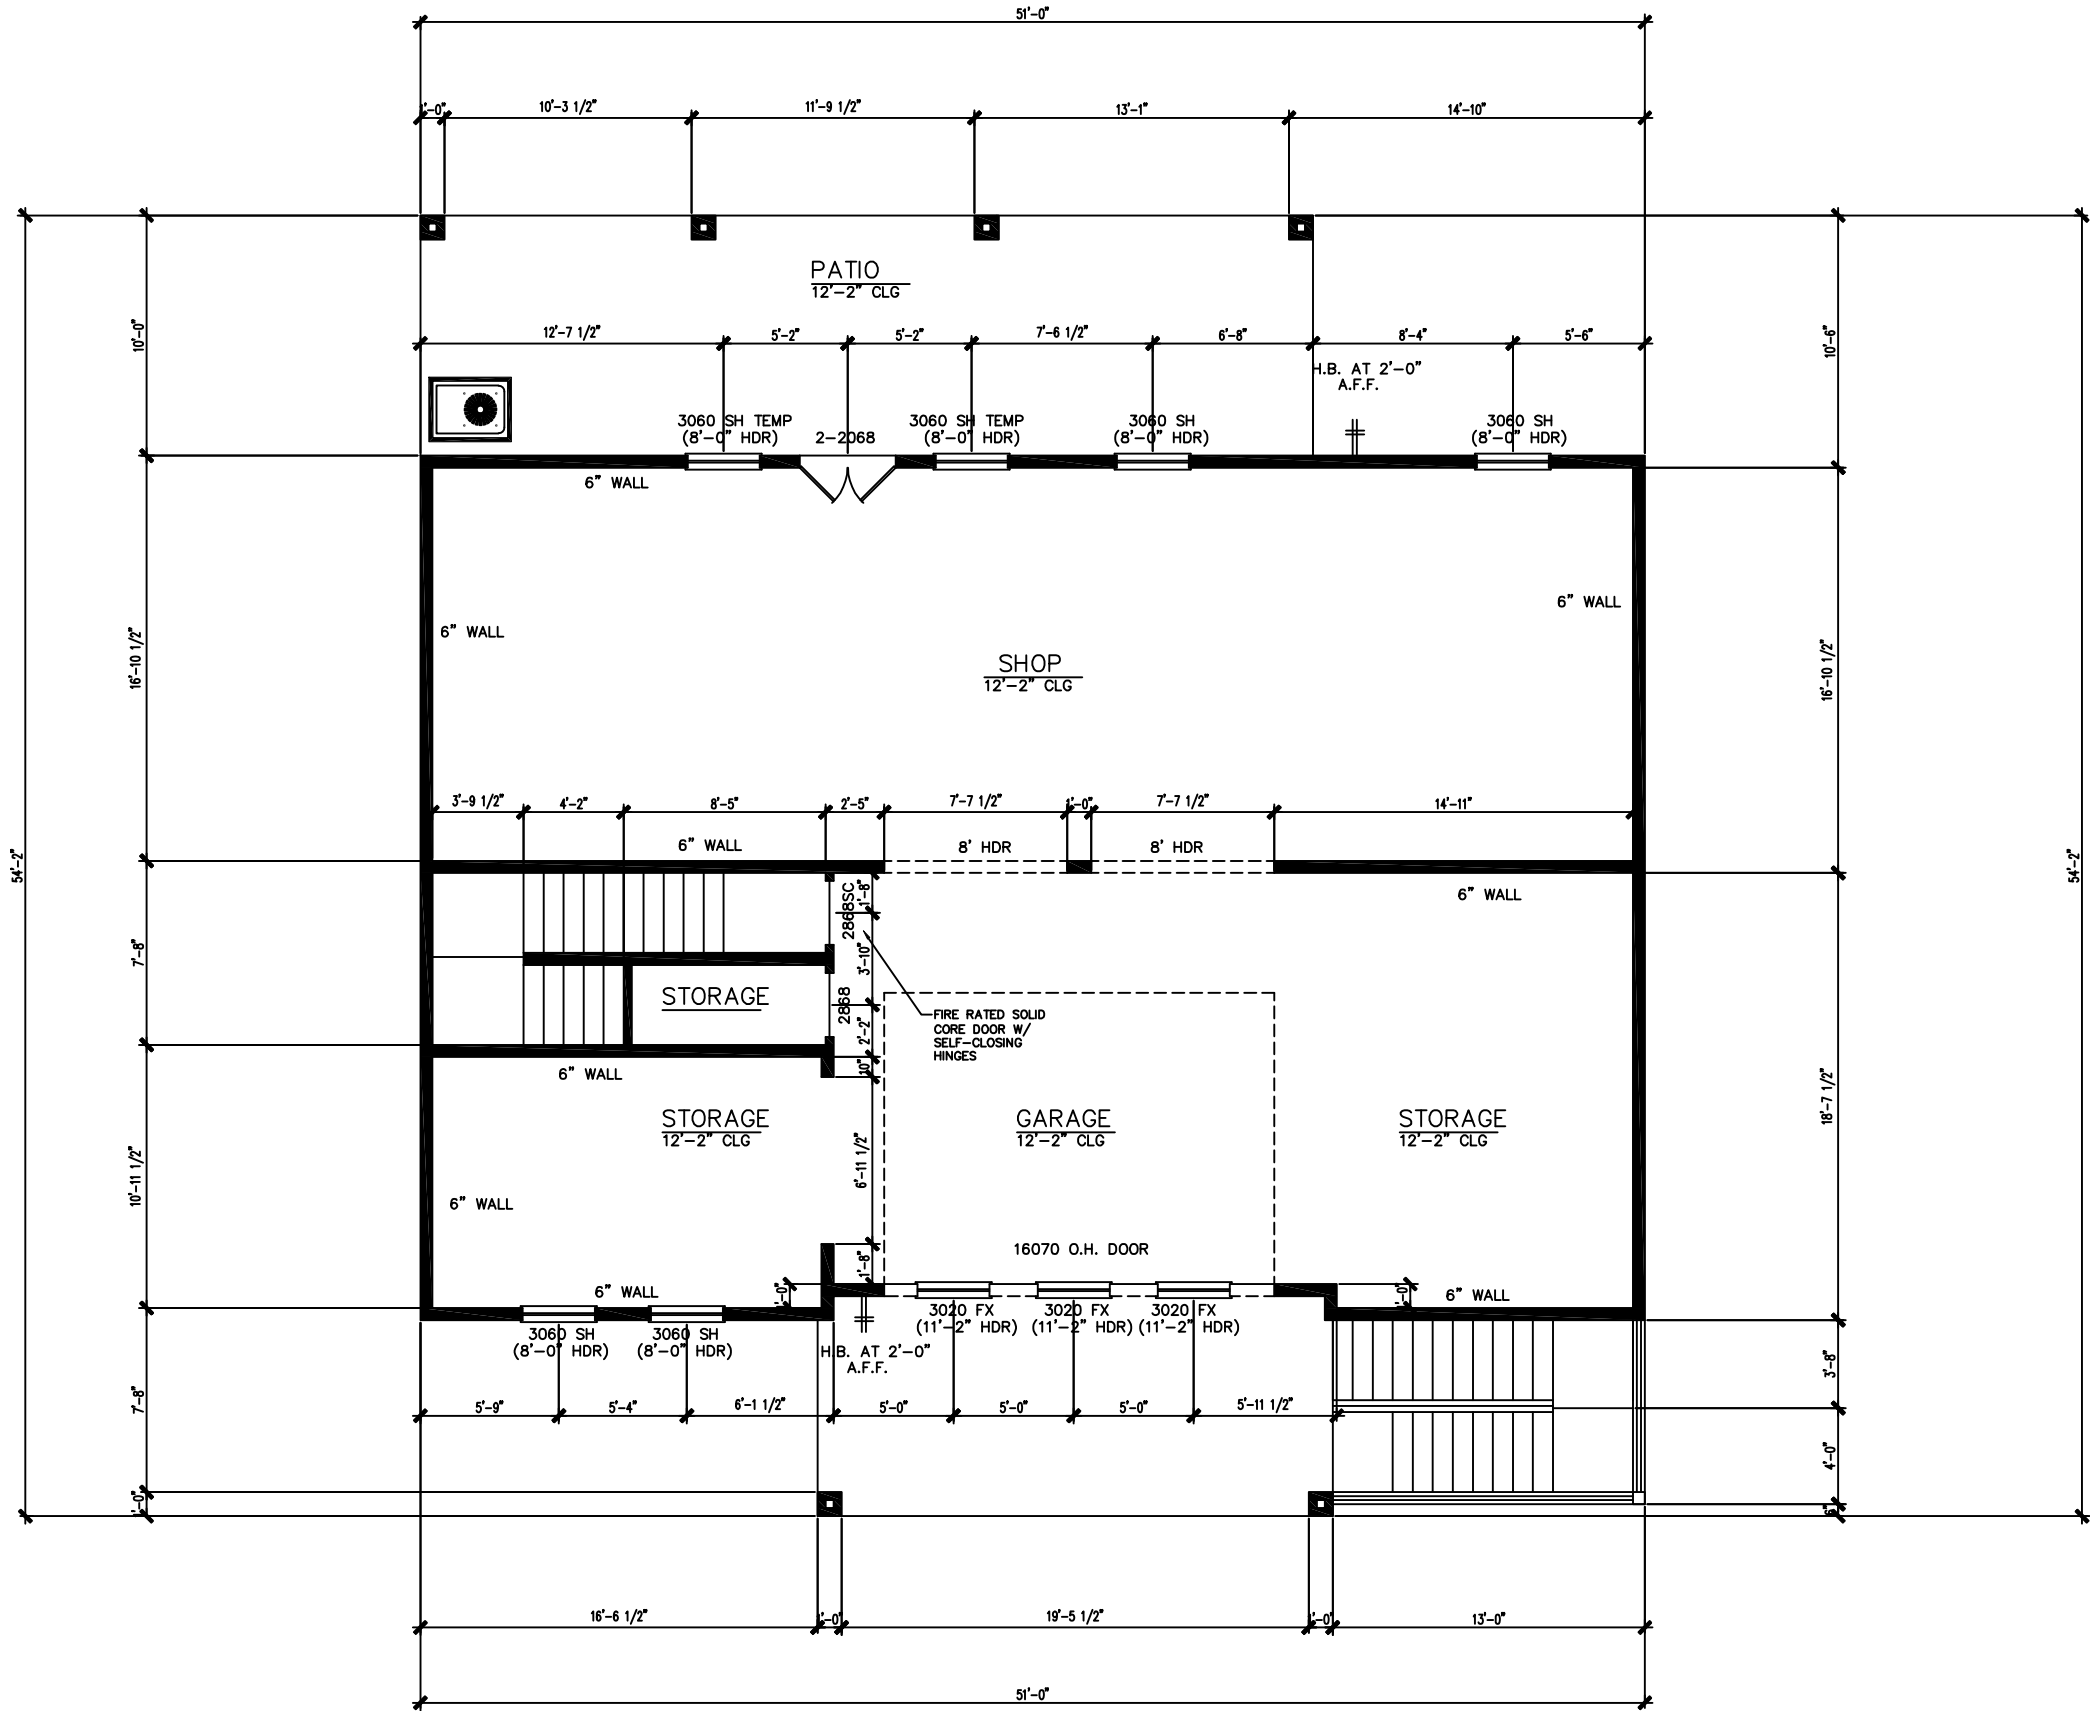 51'-0"
1'-0"
10'-3 1/2"
11'-9 1/2"
13'-1"
14'-10"
PATIO
12'-2" CLG
12'-7 1/2"
5'-2"
5'-2"
7'-6 1/2"
6'-8"
8'-4"
5'-6"
10'-0"
10'-6"
H.B. AT 2'-0"
A.F.F.
3060 SH TEMP
(8'-0" HDR)
2-2068
3060 SH TEMP
(8'-0" HDR)
3060 SH
(8'-0" HDR)
3060 SH
(8'-0" HDR)
6" WALL
6" WALL
6" WALL
16'-10 1/2"
16'-10 1/2"
SHOP
12'-2" CLG
3'-9 1/2"
4'-2"
8'-5"
2'-5"
7'-7 1/2"
1'-0"
7'-7 1/2"
14'-11"
6" WALL
8' HDR
8' HDR
54'-2"
54'-2"
6" WALL
2868SC
1'-8"
3'-10"
7'-8"
STORAGE
2868
2'-2"
10"
FIRE RATED SOLID
CORE DOOR W/
SELF-CLOSING
HINGES
6" WALL
STORAGE
12'-2" CLG
GARAGE
12'-2" CLG
STORAGE
12'-2" CLG
18'-7 1/2"
10'-11 1/2"
6'-11 1/2"
6" WALL
16070 O.H. DOOR
1'-8"
6" WALL
1'-0"
1'-0"
6" WALL
3060 SH
(8'-0" HDR)
3060 SH
(8'-0" HDR)
3020 FX
(11'-2" HDR)
3020 FX
(11'-2" HDR)
3020 FX
(11'-2" HDR)
H.B. AT 2'-0"
A.F.F.
7'-8"
3'-8"
5'-9"
5'-4"
6'-1 1/2"
5'-0"
5'-0"
5'-0"
5'-11 1/2"
4'-0"
1'-0"
6"
16'-6 1/2"
1'-0"
19'-5 1/2"
1'-0"
13'-0"
51'-0"